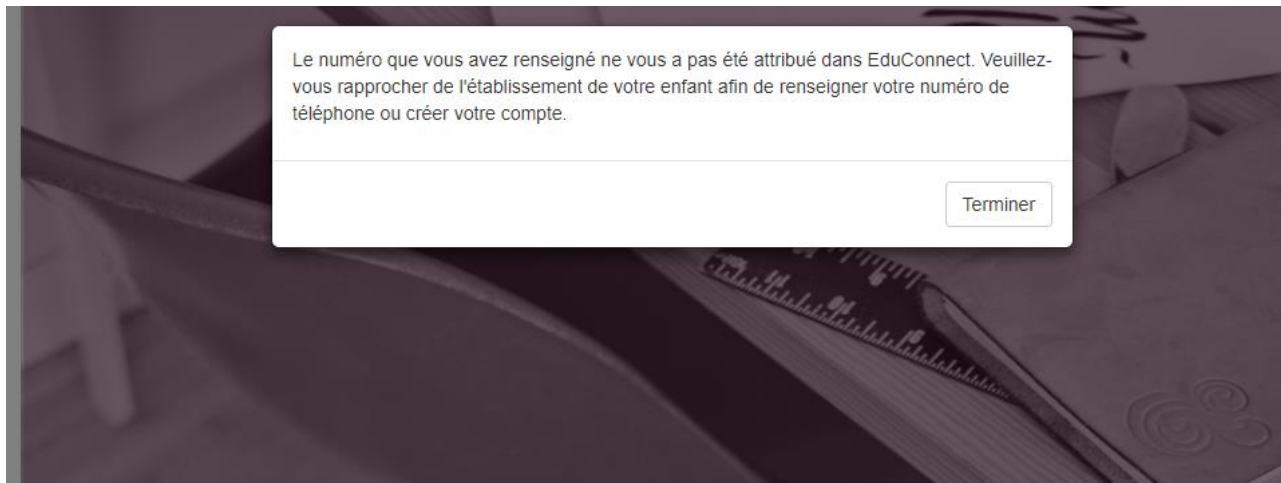 Le numéro que vous avez renseigné ne vous a pas été attribué dans EduConnect. Veuillez-
vous rapprocher de l'établissement de votre enfant afin de renseigner votre numéro de
téléphone ou créer votre compte.
Terminer